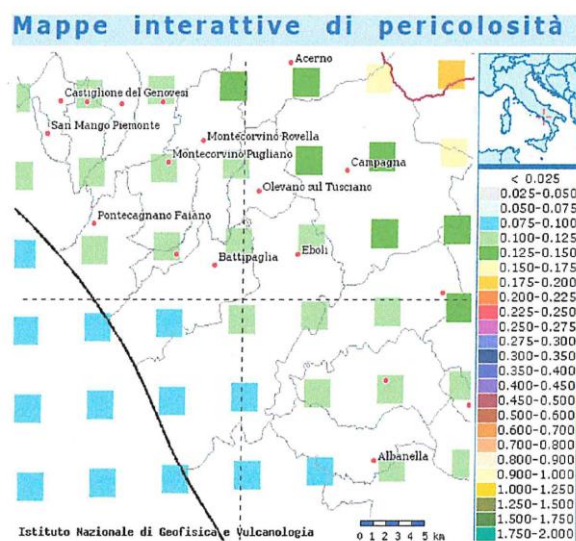 Mappe interattive di pericolosità
Acerno
Castiglione del Genovesi
San Mango Piemonte
Montecorvino Rovella
Montecorvino Pugliano
Campagna
Olevano sul Tusciano
Pontecagnano Faiano
Battipaglia
Eboli
Albanella
Istituto Nazionale di Geofisica e Vulcanologia
0 1 2 3 4 5 km
< 0.025
0.025-0.050
0.050-0.075
0.075-0.100
0.100-0.125
0.125-0.150
0.150-0.175
0.175-0.200
0.200-0.225
0.225-0.250
0.250-0.275
0.275-0.300
0.300-0.350
0.350-0.400
0.400-0.450
0.450-0.500
0.500-0.600
0.600-0.700
0.700-0.800
0.800-0.900
0.900-1.000
1.000-1.250
1.250-1.500
1.500-1.750
1.750-2.000